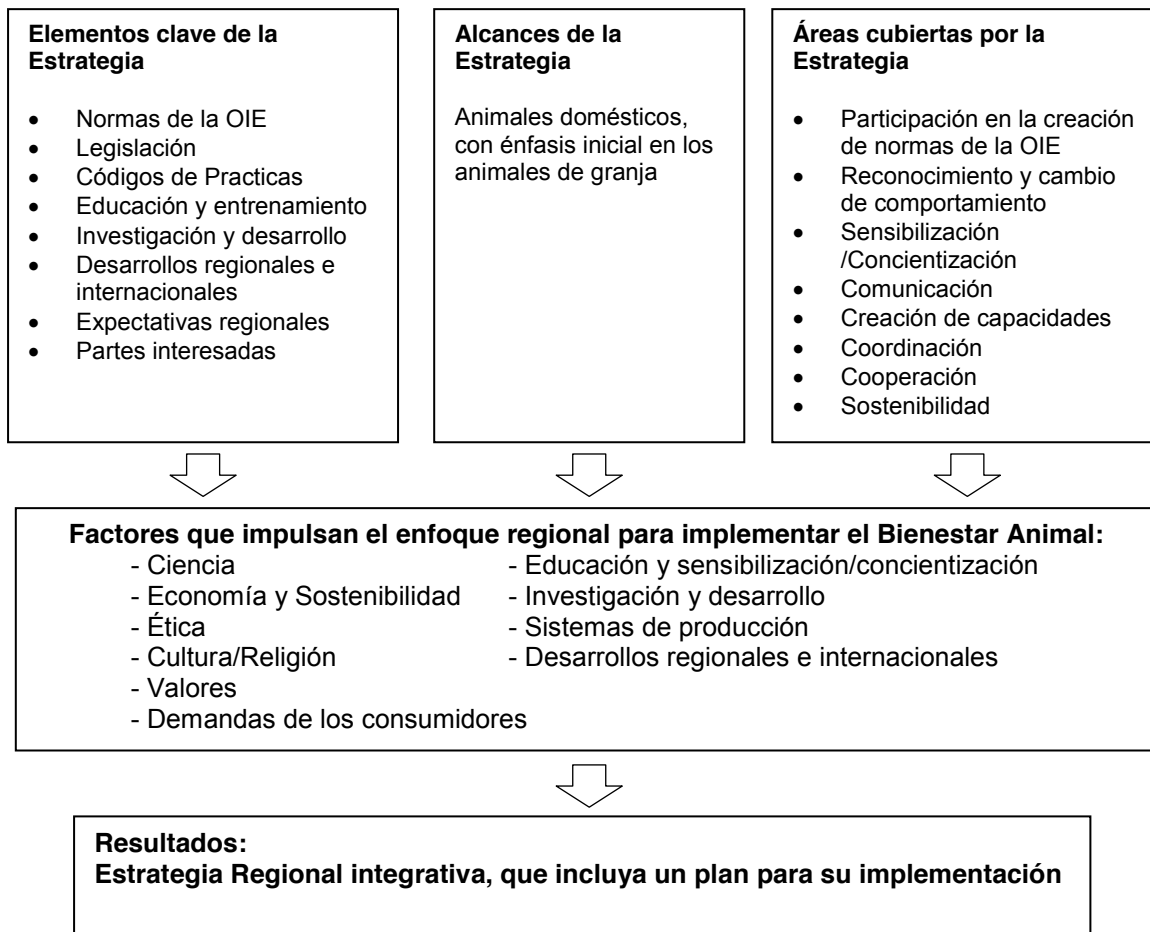 Elementos clave de la
Estrategia
• Normas de la OIE
• Legislación
• Códigos de Practicas
• Educación y entrenamiento
• Investigación y desarrollo
• Desarrollos regionales e
internacionales
• Expectativas regionales
• Partes interesadas
Alcances de la
Estrategia
Animales domésticos,
con énfasis inicial en los
animales de granja
Áreas cubiertas por la
Estrategia
• Participación en la creación
de normas de la OIE
• Reconocimiento y cambio
de comportamiento
• Sensibilización
/Concientización
• Comunicación
• Creación de capacidades
• Coordinación
• Cooperación
• Sostenibilidad
Factores que impulsan el enfoque regional para implementar el Bienestar Animal:
- Ciencia
- Economía y Sostenibilidad
- Ética
- Cultura/Religión
- Valores
- Demandas de los consumidores
- Educación y sensibilización/concientización
- Investigación y desarrollo
- Sistemas de producción
- Desarrollos regionales e internacionales
Resultados:
Estrategia Regional integrativa, que incluya un plan para su implementación